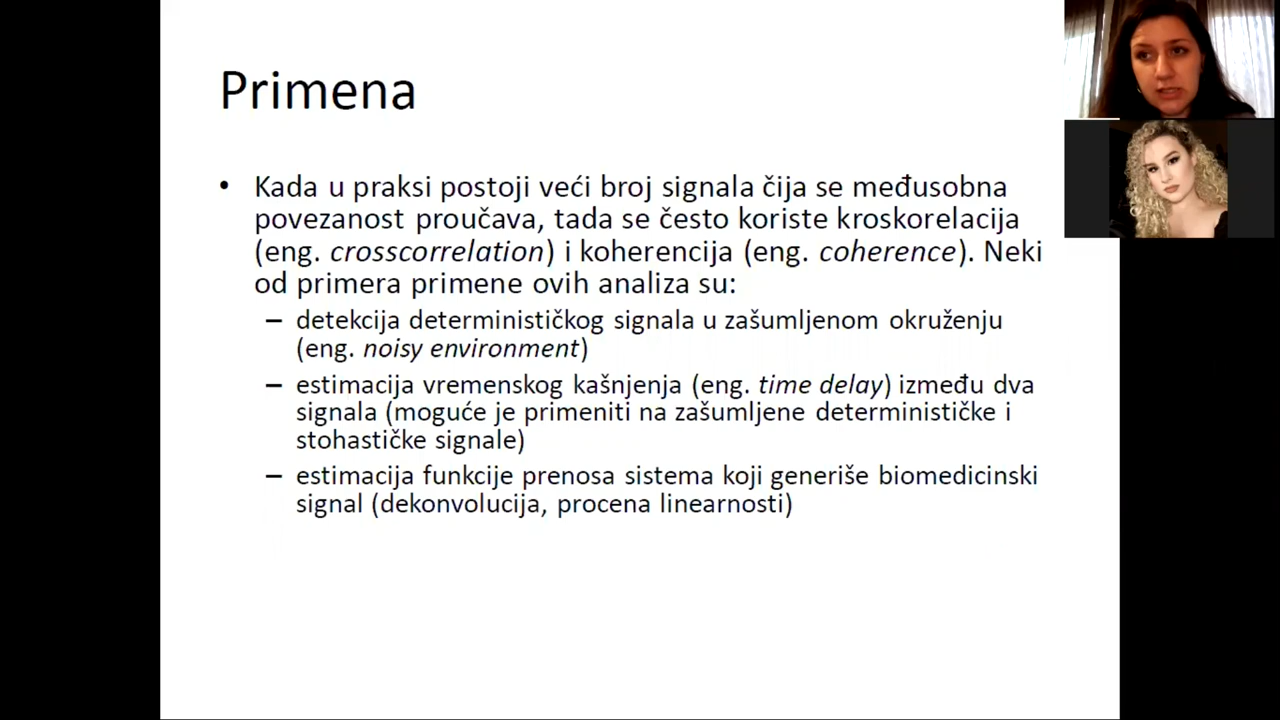 Primena
• Kada u praksi postoji veći broj signala čija se međusobna
povezanost proučava, tada se često koriste kroskorelacija
(eng. crosscorrelation) i koherencija (eng. coherence). Neki
od primera primene ovih analiza su:
– detekcija determinističkog signala u zašumljenom okruženju
(eng. noisy environment)
– estimacija vremenskog kašnjenja (eng. time delay) između dva
signala (moguće je primeniti na zašumljene determinističke i
stohastičke signale)
– estimacija funkcije prenosa sistema koji generiše biomedicinski
signal (dekonvolucija, procena linearnosti)